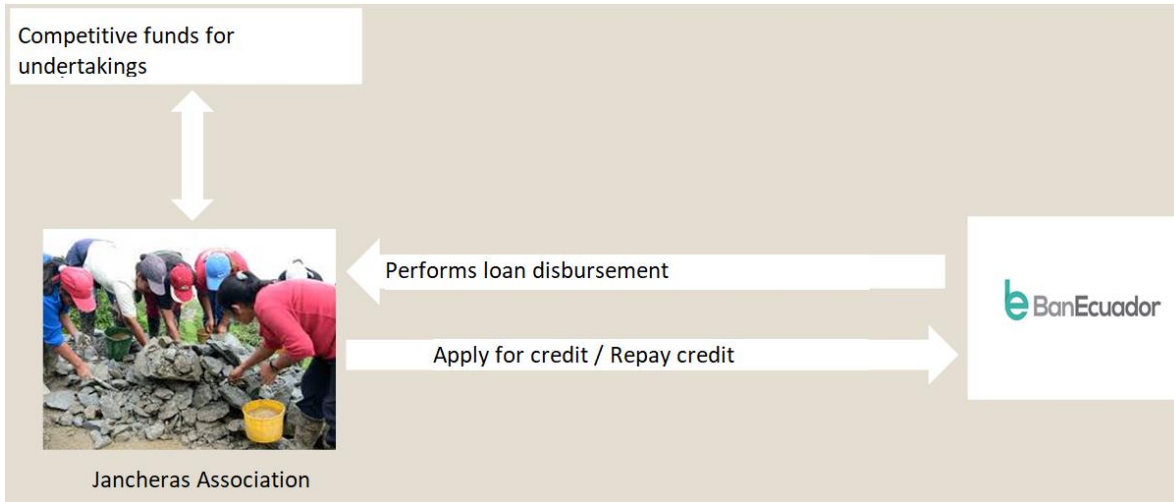 Competitive funds for
undertakings
Performs loan disbursement
BanEcuador
Apply for credit / Repay credit
Jancheras Association